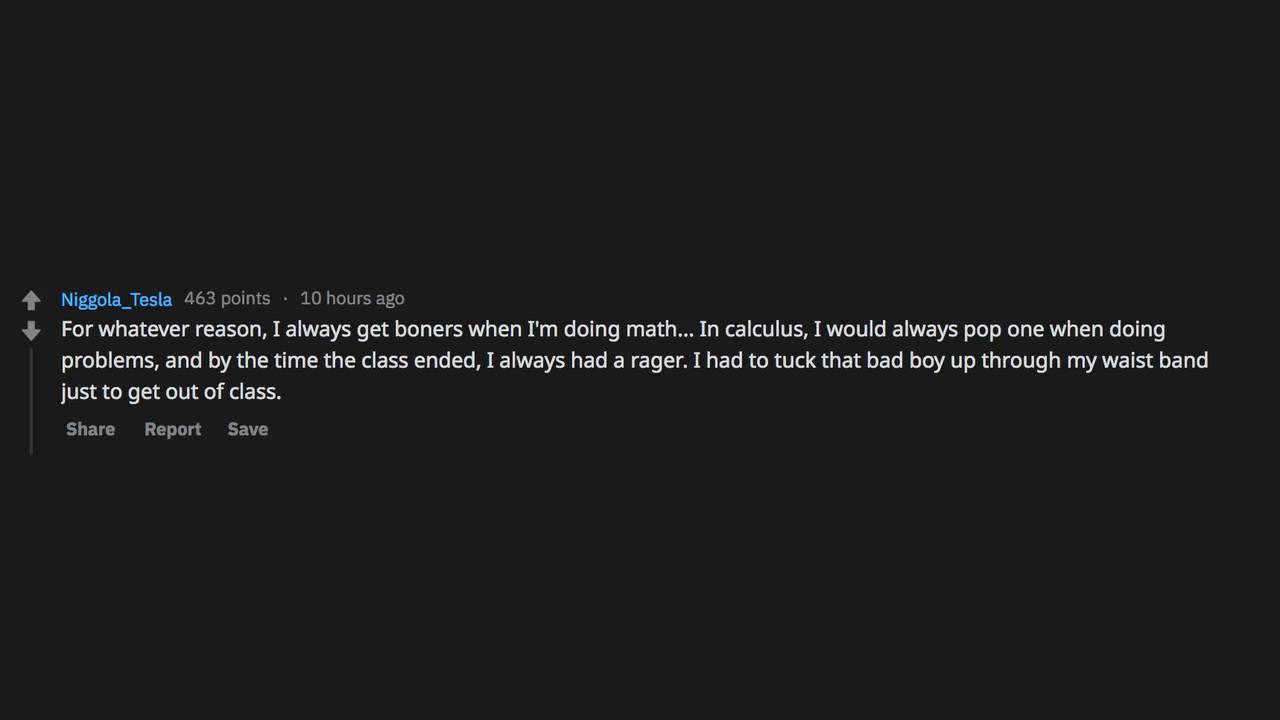 Niggola_Tesla 463 points · 10 hours ago
For whatever reason, I always get boners when I'm doing math... In calculus, I would always pop one when doing
problems, and by the time the class ended, I always had a rager. I had to tuck that bad boy up through my waist band
just to get out of class.
Share Report Save